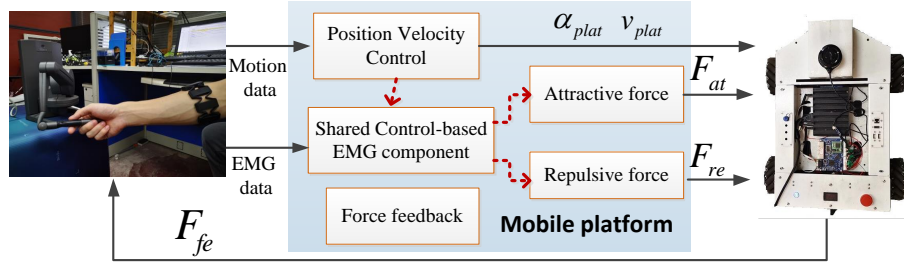 Motion
data
EMG
data
Position Velocity
Control
Shared Control-based
EMG component
Force feedback
Attractive force
Repulsive force
Mobile platform
α_plat v_plat
F_at
F_re
F_fe